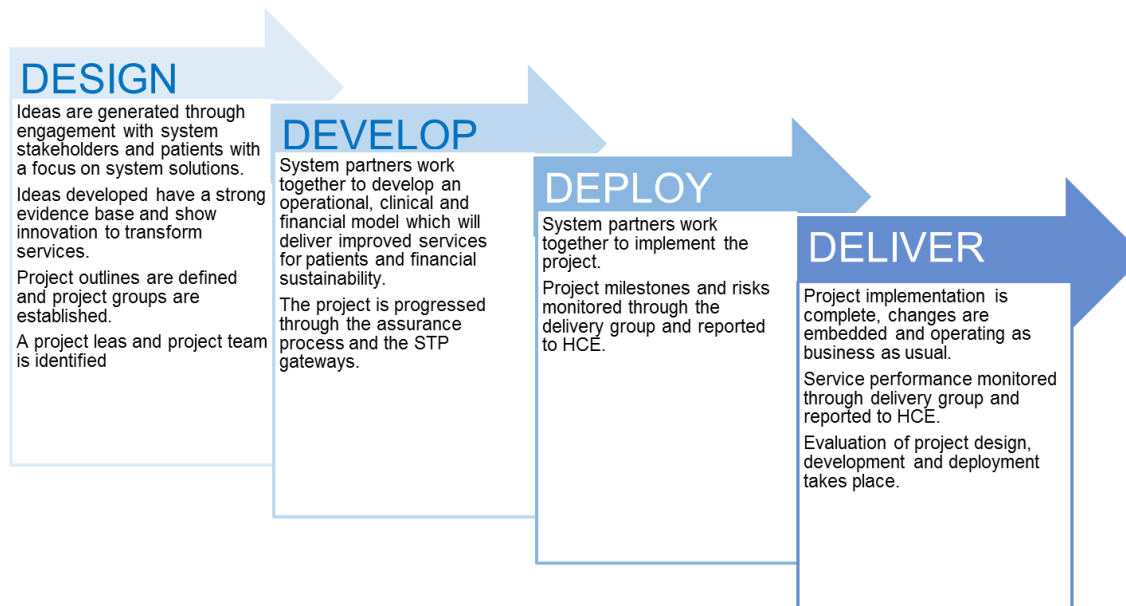 DESIGN
Ideas are generated through
engagement with system
stakeholders and patients with
a focus on system solutions.
Ideas developed have a strong
evidence base and show
innovation to transform
services.
Project outlines are defined
and project groups are
established.
A project leas and project team
is identified
DEVELOP
System partners work
together to develop an
operational, clinical and
financial model which will
deliver improved services
for patients and financial
sustainability.
The project is progressed
through the assurance
process and the STP
gateways.
DEPLOY
System partners work
together to implement the
project.
Project milestones and risks
monitored through the
delivery group and reported
to HCE.
DELIVER
Project implementation is
complete, changes are
embedded and operating as
business as usual.
Service performance monitored
through delivery group and
reported to HCE.
Evaluation of project design,
development and deployment
takes place.